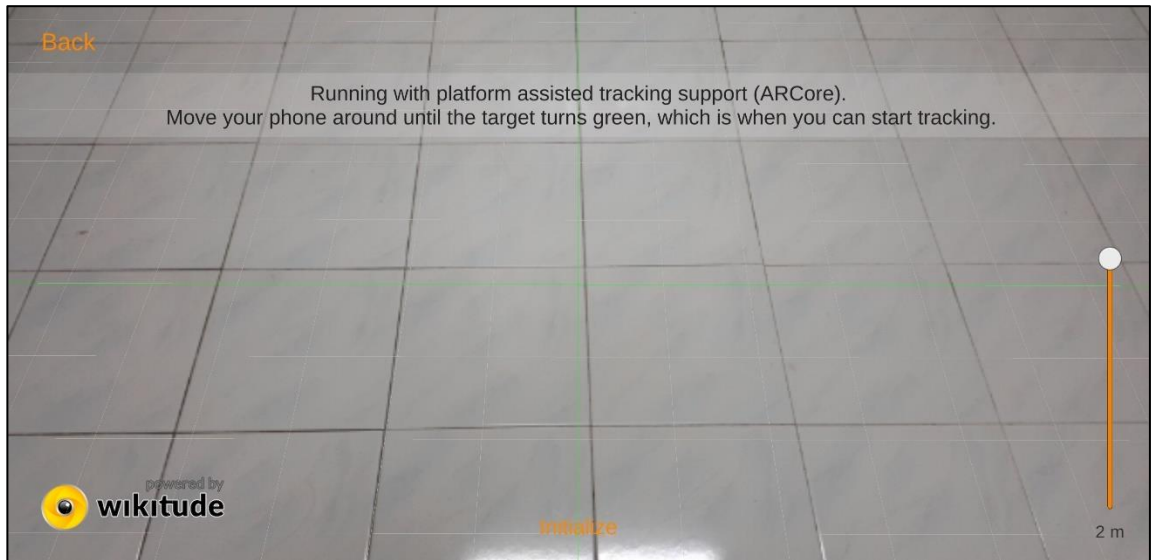 Back
Running with platform assisted tracking support (ARCore).
Move your phone around until the target turns green, which is when you can start tracking.
powered by
wikitude
Initialize
2 m